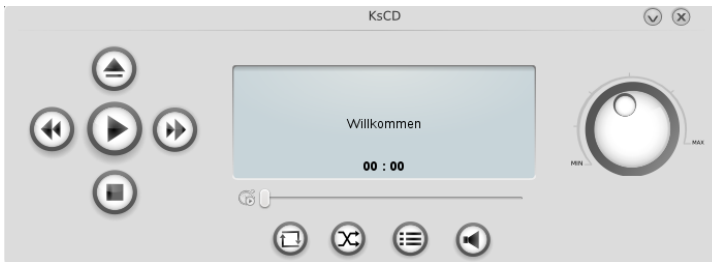 KsCD
Willkommen
00 : 00
MIN
MAX